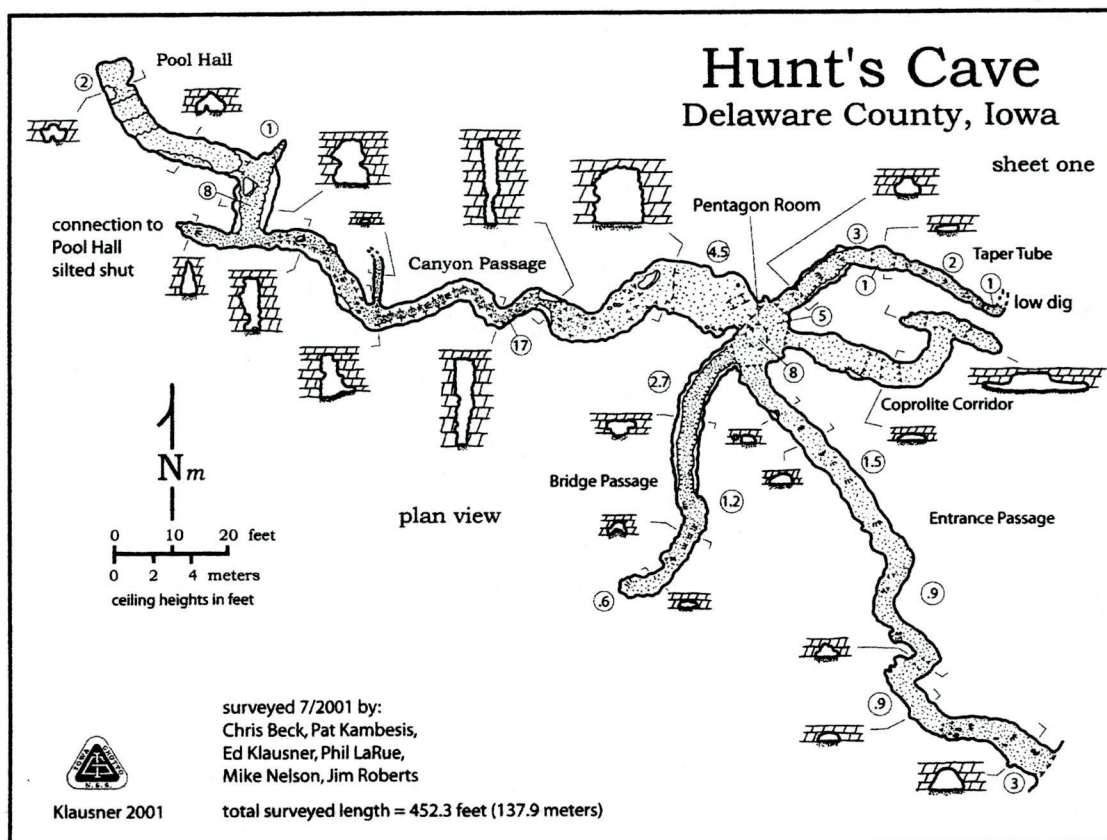 Hunt's Cave
Delaware County, Iowa
sheet one
Pool Hall
2
1
8
connection to
Pool Hall
silted shut
Canyon Passage
17
4.5
Pentagon Room
3
1
2
1
Taper Tube
low dig
5
8
Coprolite Corridor
2.7
Bridge Passage
1.2
.6
1.5
Entrance Passage
.9
.9
3
Nm
plan view
0 10 20 feet
0 2 4 meters
ceiling heights in feet
surveyed 7/2001 by:
Chris Beck, Pat Kambesis,
Ed Klausner, Phil LaRue,
Mike Nelson, Jim Roberts
IOWA GROTTO
N.S.S.
Klausner 2001
total surveyed length = 452.3 feet (137.9 meters)